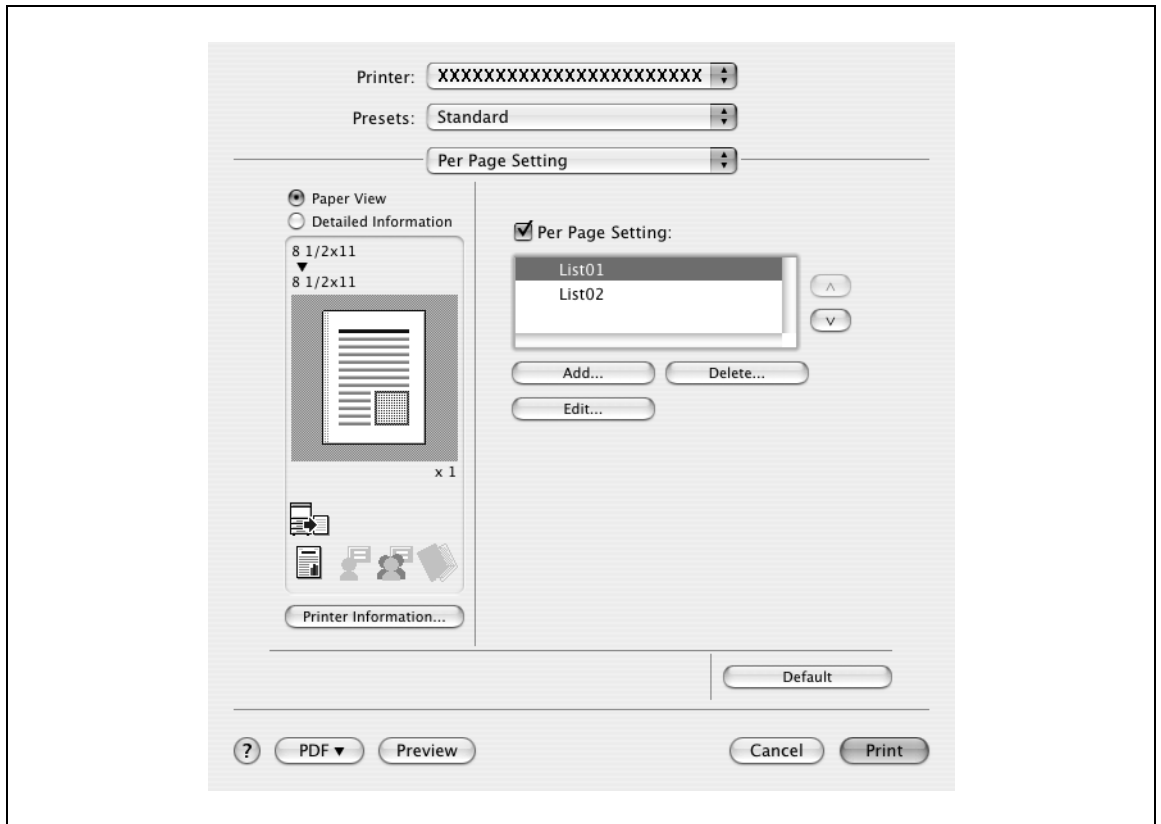 Printer: XXXXXXXXXXXXXXXXXXXXXXX
Presets: Standard
Per Page Setting
Paper View
Detailed Information
8 1/2x11
▼
8 1/2x11
x 1
Printer Information...
Per Page Setting:
List01
List02
Add... Delete...
Edit...
Default
? PDF ▼ Preview Cancel Print